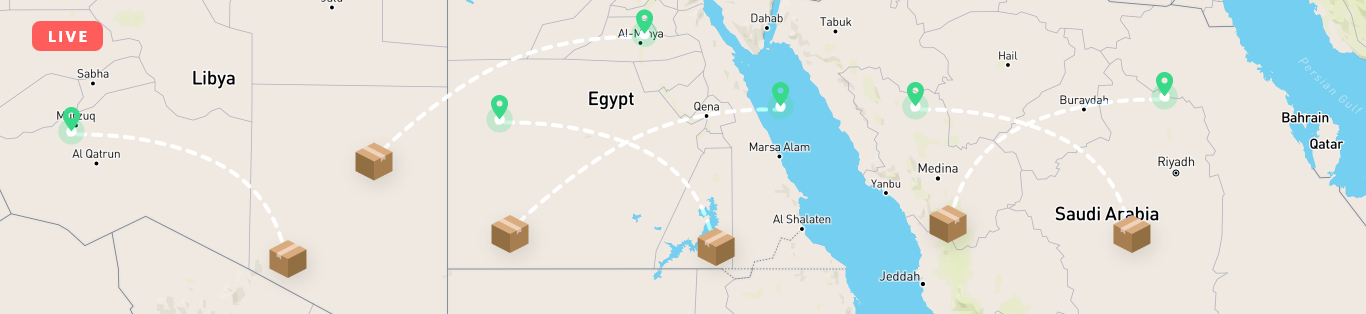 LIVE
Dahab
Tabuk
Al-Minya
Hail
Sabha
Libya
Persian Gulf
Egypt
Qena
Buraydah
Murzuq
Bahrain
Al Qatrun
Marsa Alam
Qatar
Medina
Riyadh
Yanbu
Al Shalaten
Saudi Arabia
Jeddah